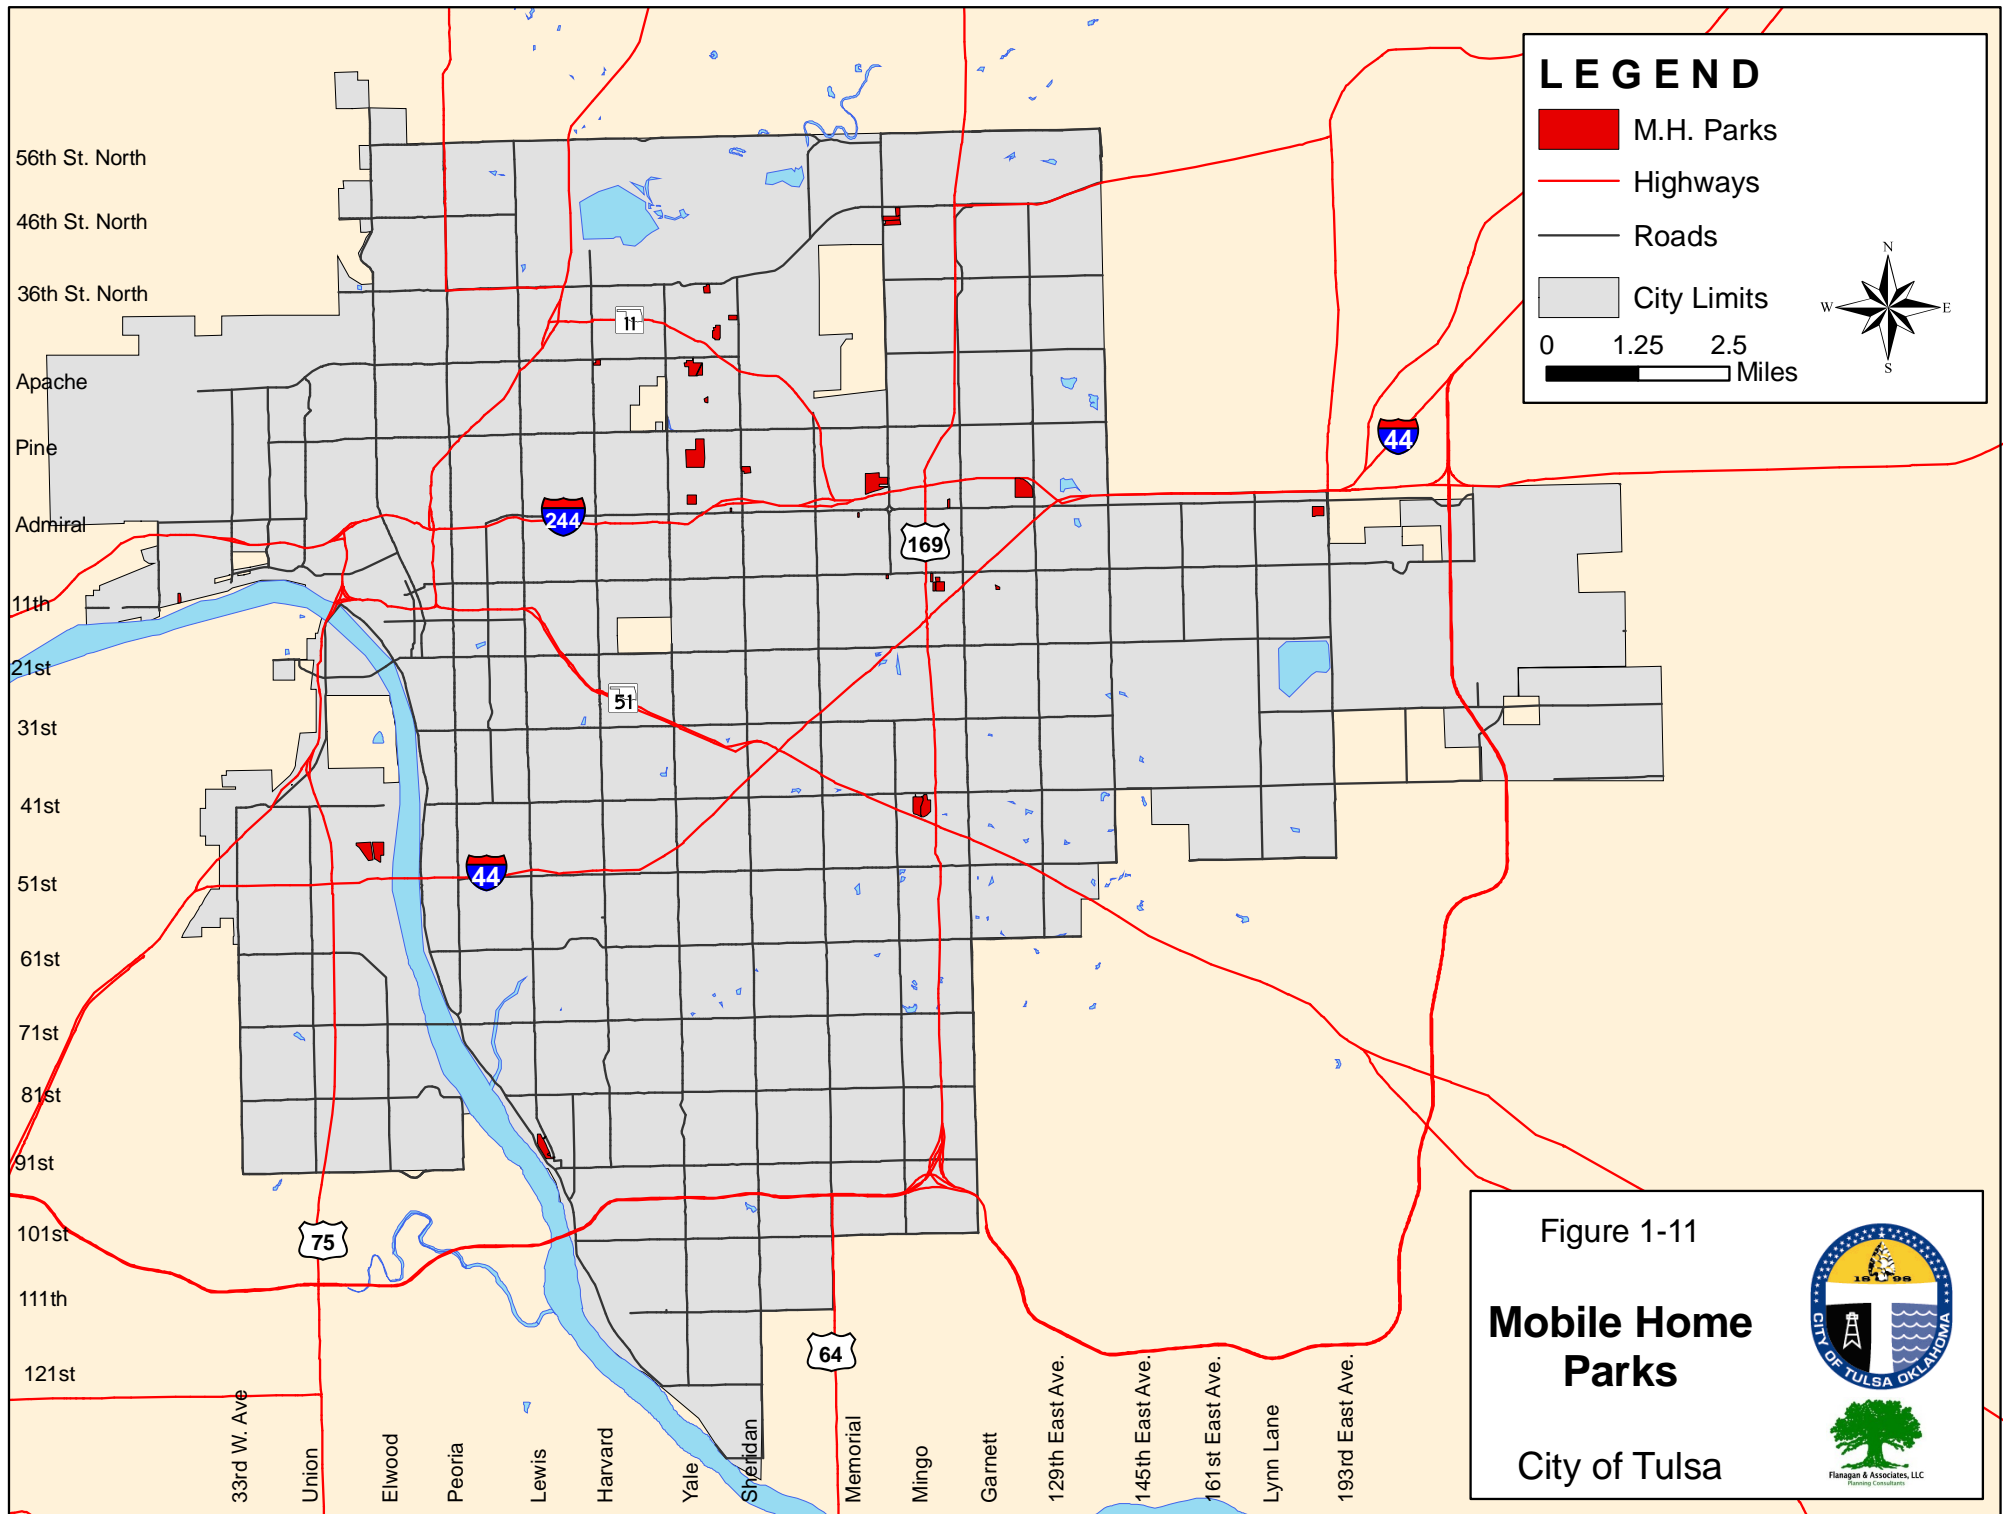 L E G E N D
M.H. Parks
Highways
Roads
City Limits
0 1.25 2.5
Miles
N
W E
S
56th St. North
46th St. North
36th St. North
Apache
Pine
Admiral
11th
21st
31st
41st
51st
61st
71st
81st
91st
101st
111th
121st
11
44
244
169
51
44
75
64
33rd W. Ave
Union
Elwood
Peoria
Lewis
Harvard
Yale
Sheridan
Memorial
Mingo
Garnett
129th East Ave.
145th East Ave.
161st East Ave.
Lynn Lane
193rd East Ave.
Figure 1-11
Mobile Home
Parks
City of Tulsa
1898
CITY OF TULSA OKLAHOMA
Flanagan & Associates, LLC
Planning Consultants